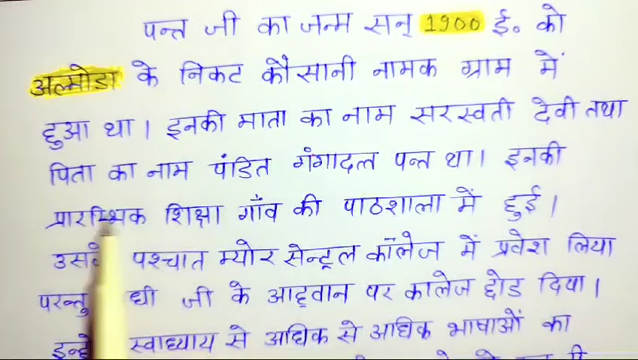 पन्त जी का जन्म सन् 1900 ई० को
अल्मोडा के निकट कौसानी नामक ग्राम में
हुआ था। इनकी माता का नाम सरस्वती देवी तथा
पिता का नाम पंडित गंगादत्त पन्त था। इनकी
प्रारम्भिक शिक्षा गाँव की पाठशाला में हुई।
पश्चात म्योर सेन्ट्रल कॉलेज में प्रवेश लिया
परन्तु जी के आह्वान पर कालेज छोड दिया।
स्वाध्याय से अधिक से अधिक भाषाओं का